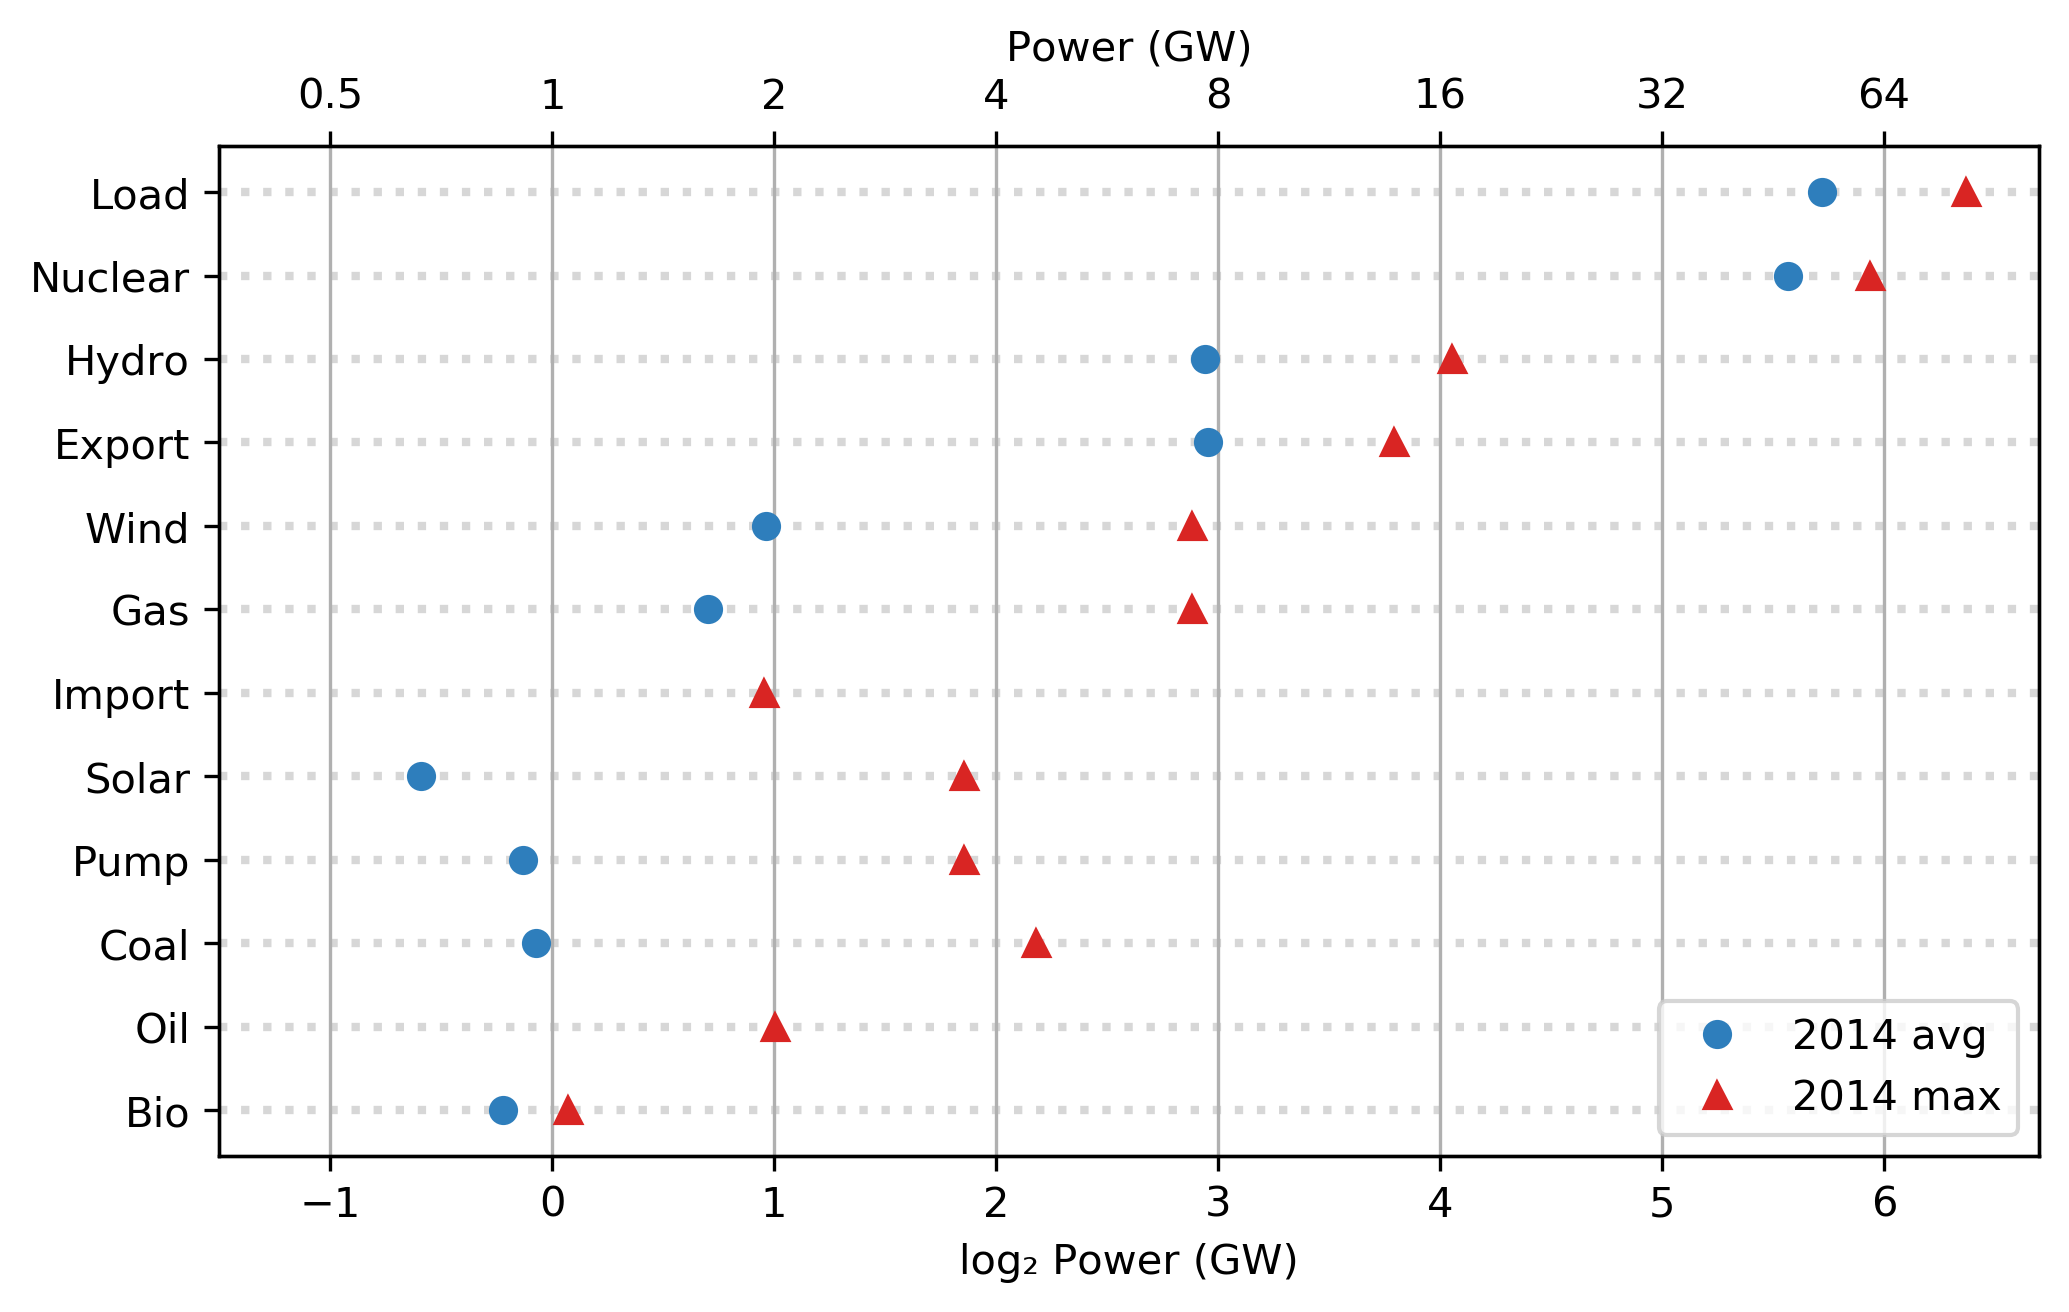 Power (GW)
0.5 1 2 4 8 16 32 64
Load
Nuclear
Hydro
Export
Wind
Gas
Import
Solar
Pump
Coal
Oil
Bio
2014 avg
2014 max
−1 0 1 2 3 4 5 6
log₂ Power (GW)